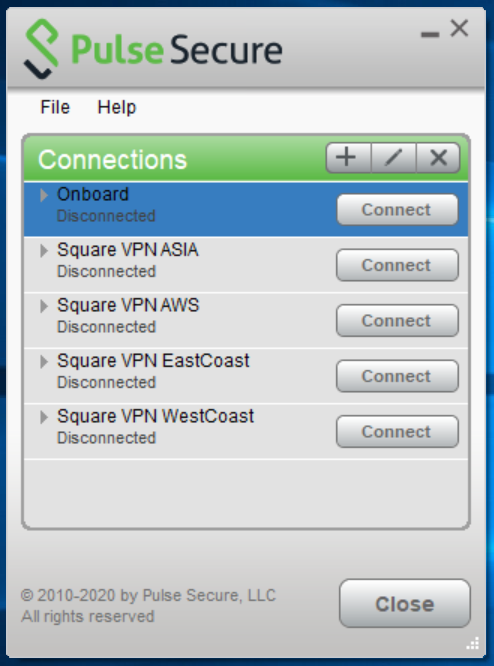 Pulse Secure
File Help
Connections
Onboard
Disconnected
Connect
Square VPN ASIA
Disconnected
Connect
Square VPN AWS
Disconnected
Connect
Square VPN EastCoast
Disconnected
Connect
Square VPN WestCoast
Disconnected
Connect
© 2010-2020 by Pulse Secure, LLC
All rights reserved
Close